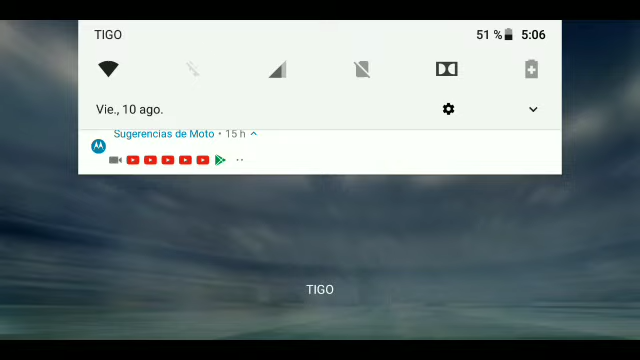 TIGO 51 % 5:06
Vie., 10 ago.
Sugerencias de Moto • 15 h
TIGO